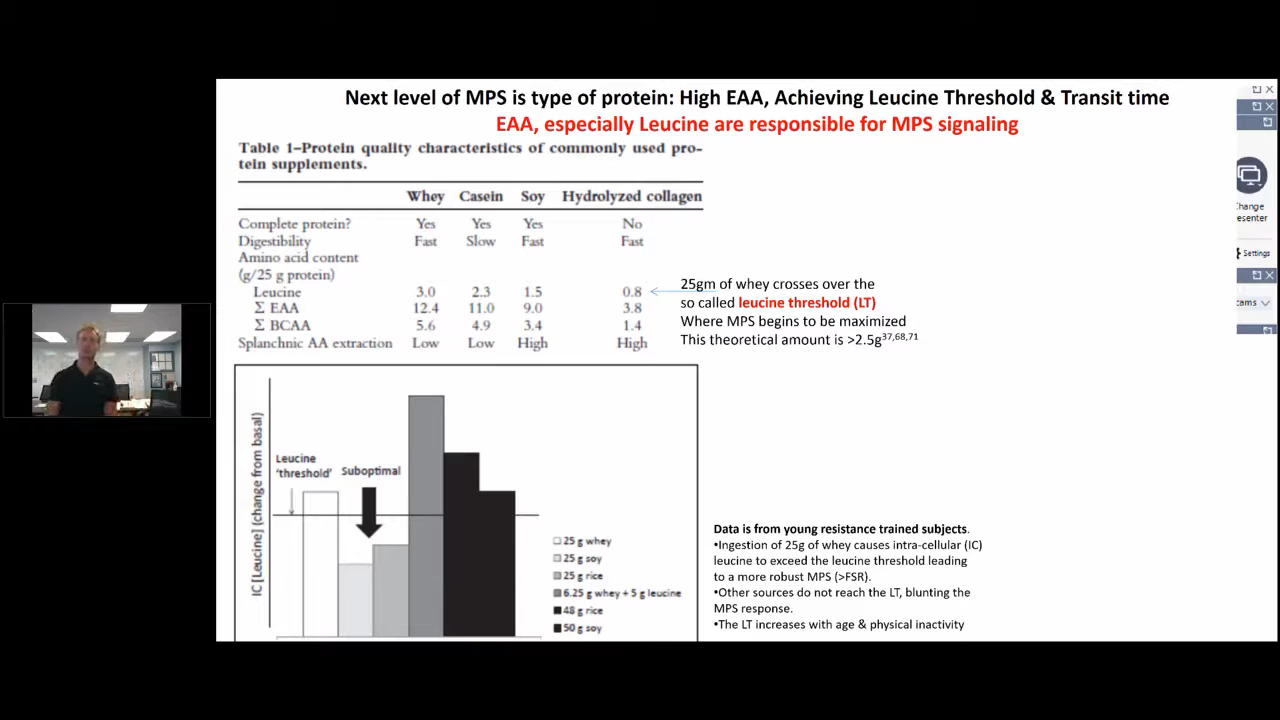 Next level of MPS is type of protein: High EAA, Achieving Leucine Threshold & Transit time
EAA, especially Leucine are responsible for MPS signaling
Table 1–Protein quality characteristics of commonly used pro-
tein supplements.
Whey Casein Soy Hydrolyzed collagen
Complete protein? Yes Yes Yes No
Digestibility Fast Slow Fast Fast
Amino acid content
(g/25 g protein)
Leucine 3.0 2.3 1.5 0.8
Σ EAA 12.4 11.0 9.0 3.8
Σ BCAA 5.6 4.9 3.4 1.4
Splanchnic AA extraction Low Low High High
25gm of whey crosses over the
so called leucine threshold (LT)
Where MPS begins to be maximized
This theoretical amount is >2.5g37,68,71
IC [Leucine] (change from basal)
Leucine
'threshold'
Suboptimal
25 g whey
25 g soy
25 g rice
6.25 g whey + 5 g leucine
48 g rice
50 g soy
Data is from young resistance trained subjects.
•Ingestion of 25g of whey causes intra-cellular (IC)
leucine to exceed the leucine threshold leading
to a more robust MPS (>FSR).
•Other sources do not reach the LT, blunting the
MPS response.
•The LT increases with age & physical inactivity
Change
esenter
Settings
ams